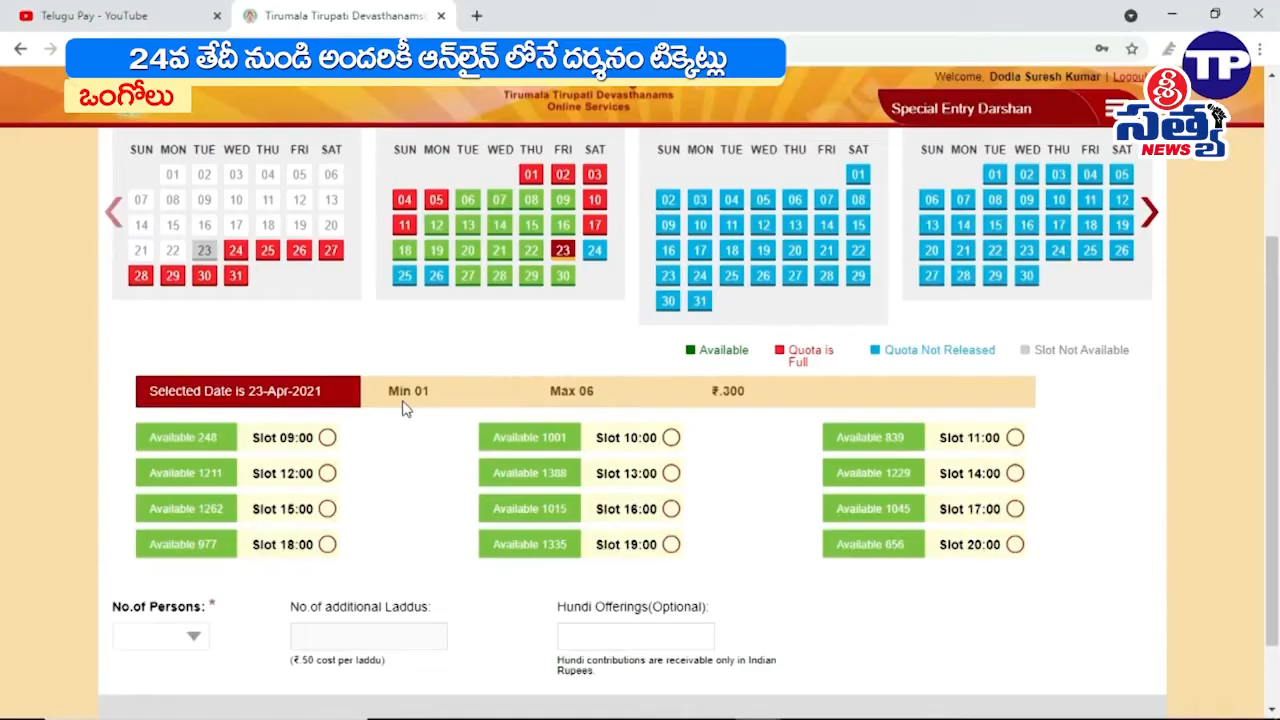 Telugu Pay - YouTube
Tirumala Tirupati Devasthanams
24వ తేదీ నుండి అందరికీ ఆన్‌లైన్ లోనే దర్శనం టిక్కెట్లు
TP
ఒంగోలు
Welcome, Dodla Suresh Kumar | Logout
Tirumala Tirupati Devasthanams
Online Services
Special Entry Darshan
శ్రీ
సత్య
NEWS
SUN MON TUE WED THU FRI SAT
01 02 03 04 05 06
07 08 09 10 11 12 13
14 15 16 17 18 19 20
21 22 23 24 25 26 27
28 29 30 31
SUN MON TUE WED THU FRI SAT
01 02 03
04 05 06 07 08 09 10
11 12 13 14 15 16 17
18 19 20 21 22 23 24
25 26 27 28 29 30
SUN MON TUE WED THU FRI SAT
01
02 03 04 05 06 07 08
09 10 11 12 13 14 15
16 17 18 19 20 21 22
23 24 25 26 27 28 29
30 31
SUN MON TUE WED THU FRI SAT
01 02 03 04 05
06 07 08 09 10 11 12
13 14 15 16 17 18 19
20 21 22 23 24 25 26
27 28 29 30
Available
Quota is
Full
Quota Not Released
Slot Not Available
Selected Date is 23-Apr-2021 Min 01 Max 06 ₹.300
Available 248 Slot 09:00 Available 1001 Slot 10:00 Available 839 Slot 11:00
Available 1211 Slot 12:00 Available 1388 Slot 13:00 Available 1229 Slot 14:00
Available 1262 Slot 15:00 Available 1015 Slot 16:00 Available 1045 Slot 17:00
Available 977 Slot 18:00 Available 1335 Slot 19:00 Available 656 Slot 20:00
No.of Persons: * No.of additional Laddus: Hundi Offerings(Optional):
(₹.50 cost per laddu)
Hundi contributions are receivable only in Indian
Rupees.